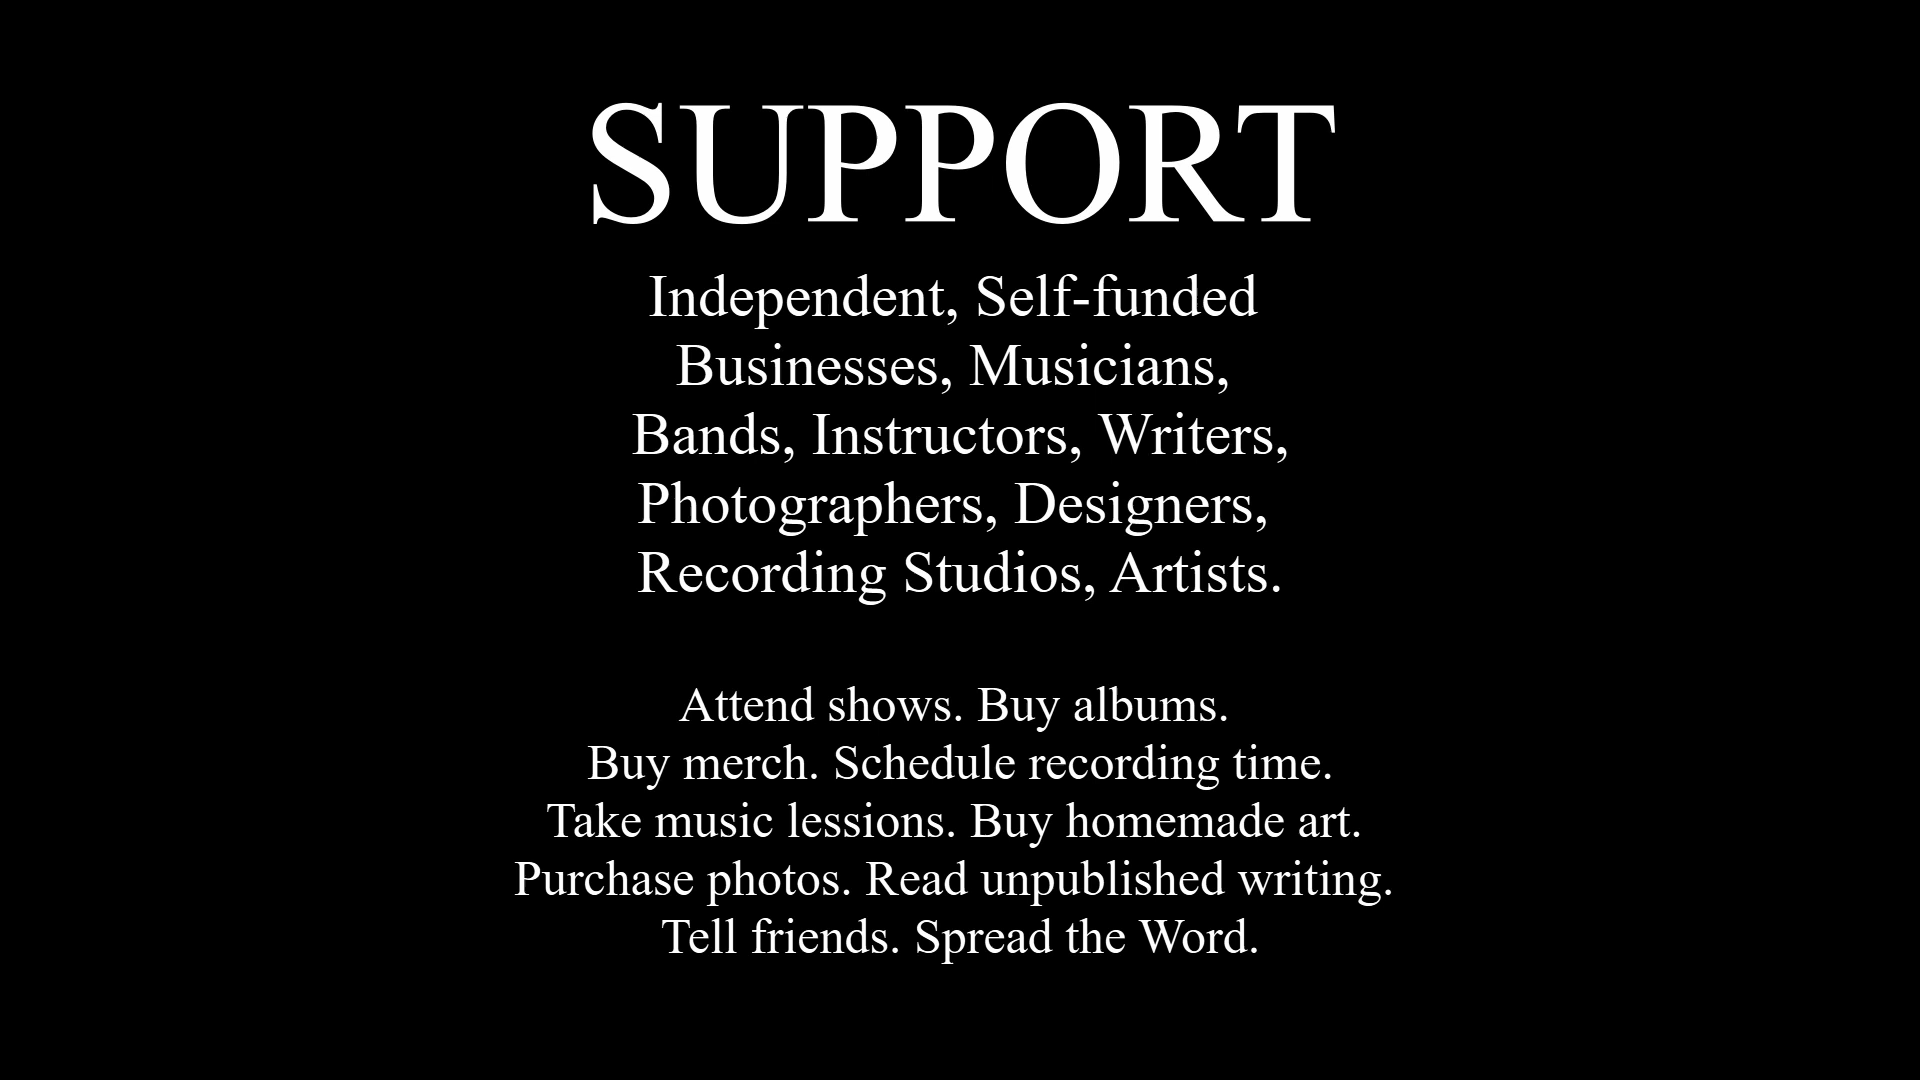 SUPPORT
Independent, Self-funded
Businesses, Musicians,
Bands, Instructors, Writers,
Photographers, Designers,
Recording Studios, Artists.
Attend shows. Buy albums.
Buy merch. Schedule recording time.
Take music lessions. Buy homemade art.
Purchase photos. Read unpublished writing.
Tell friends. Spread the Word.